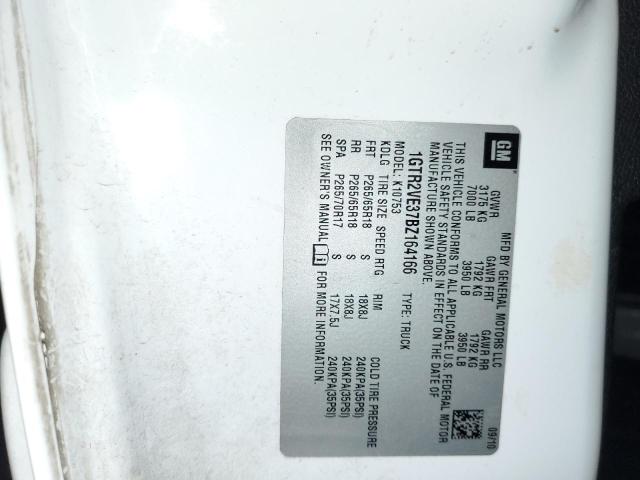 GM
MFD BY GENERAL MOTORS LLC
09/10
GVWR GAWR FRT GAWR RR
3175 KG 1792 KG 1792 KG
7000 LB 3950 LB 3950 LB
THIS VEHICLE CONFORMS TO ALL APPLICABLE U.S. FEDERAL MOTOR
VEHICLE SAFETY STANDARDS IN EFFECT ON THE DATE OF
MANUFACTURE SHOWN ABOVE.
1GTR2VE37BZ164166
TYPE: TRUCK
MODEL: K10753
KDLG TIRE SIZE SPEED RTG RIM COLD TIRE PRESSURE
FRT P265/65R18 S 18X8J 240KPA(35PSI)
RR P265/65R18 S 18X8J 240KPA(35PSI)
SPA P265/70R17 S 17X7.5J 240KPA(35PSI)
SEE OWNER'S MANUAL FOR MORE INFORMATION.